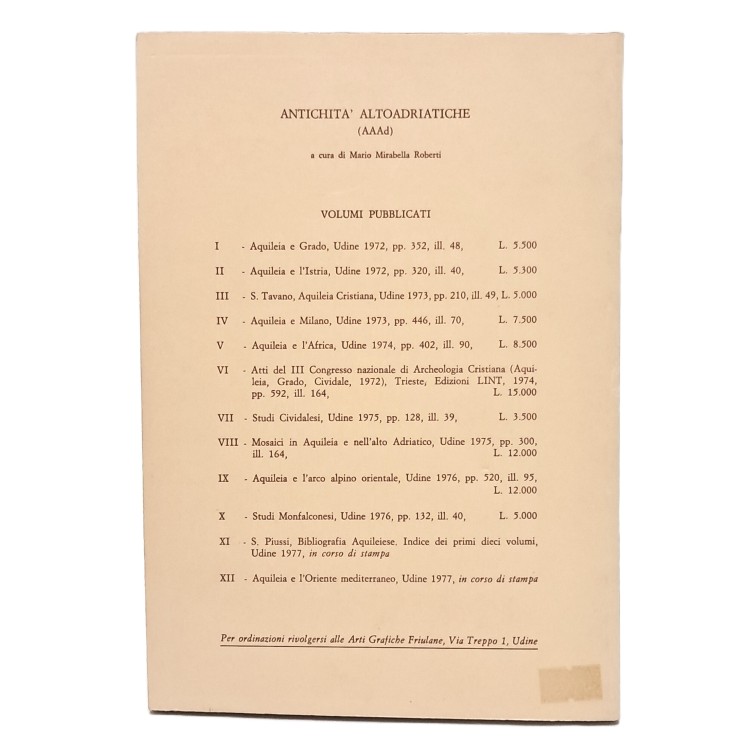 ANTICHITA' ALTOADRIATICHE
(AAAd)
a cura di Mario Mirabella Roberti
VOLUMI PUBBLICATI
I - Aquileia e Grado, Udine 1972, pp. 352, ill. 48, L. 5.500
II - Aquileia e l'Istria, Udine 1972, pp. 320, ill. 40, L. 5.300
III - S. Tavano, Aquileia Cristiana, Udine 1973, pp. 210, ill. 49, L. 5.000
IV - Aquileia e Milano, Udine 1973, pp. 446, ill. 70, L. 7.500
V - Aquileia e l'Africa, Udine 1974, pp. 402, ill. 90, L. 8.500
VI - Atti del III Congresso nazionale di Archeologia Cristiana (Aqui-
leia, Grado, Cividale, 1972), Trieste, Edizioni LINT, 1974,
pp. 592, ill. 164, L. 15.000
VII - Studi Cividalesi, Udine 1975, pp. 128, ill. 39, L. 3.500
VIII - Mosaici in Aquileia e nell'alto Adriatico, Udine 1975, pp. 300,
ill. 164, L. 12.000
IX - Aquileia e l'arco alpino orientale, Udine 1976, pp. 520, ill. 95,
L. 12.000
X - Studi Monfalconesi, Udine 1976, pp. 132, ill. 40, L. 5.000
XI - S. Piussi, Bibliografia Aquileiese. Indice dei primi dieci volumi,
Udine 1977, in corso di stampa
XII - Aquileia e l'Oriente mediterraneo, Udine 1977, in corso di stampa
Per ordinazioni rivolgersi alle Arti Grafiche Friulane, Via Treppo 1, Udine